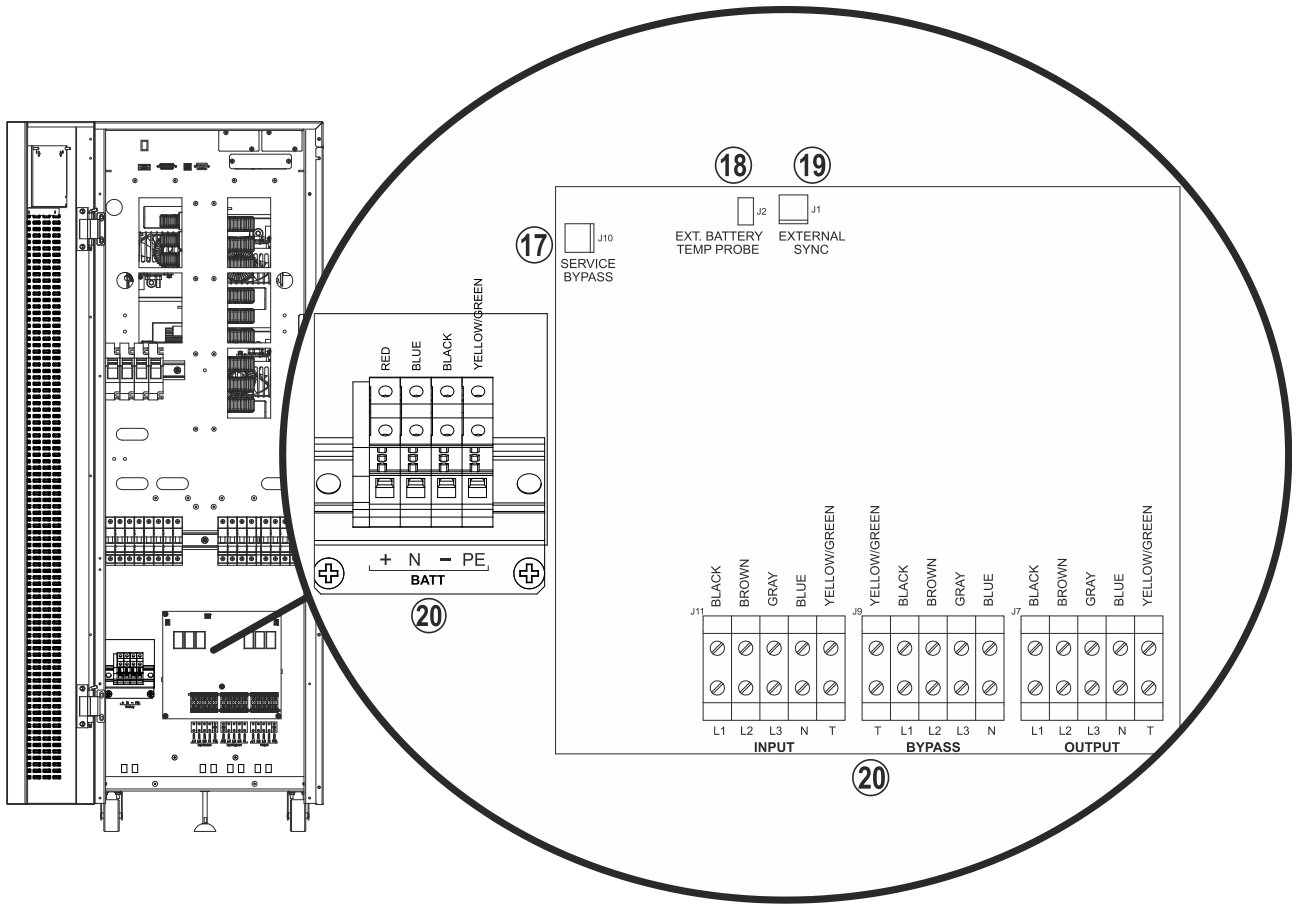 18
19
J2
J1
EXT. BATTERY
TEMP PROBE
EXTERNAL
SYNC
17
J10
SERVICE
BYPASS
RED
BLUE
BLACK
YELLOW/GREEN
+ N − PE
BATT
20
BLACK
BROWN
GRAY
BLUE
YELLOW/GREEN
YELLOW/GREEN
BLACK
BROWN
GRAY
BLUE
BLACK
BROWN
GRAY
BLUE
YELLOW/GREEN
J11
J9
J7
L1 L2 L3 N T
T L1 L2 L3 N
L1 L2 L3 N T
INPUT
BYPASS
OUTPUT
20